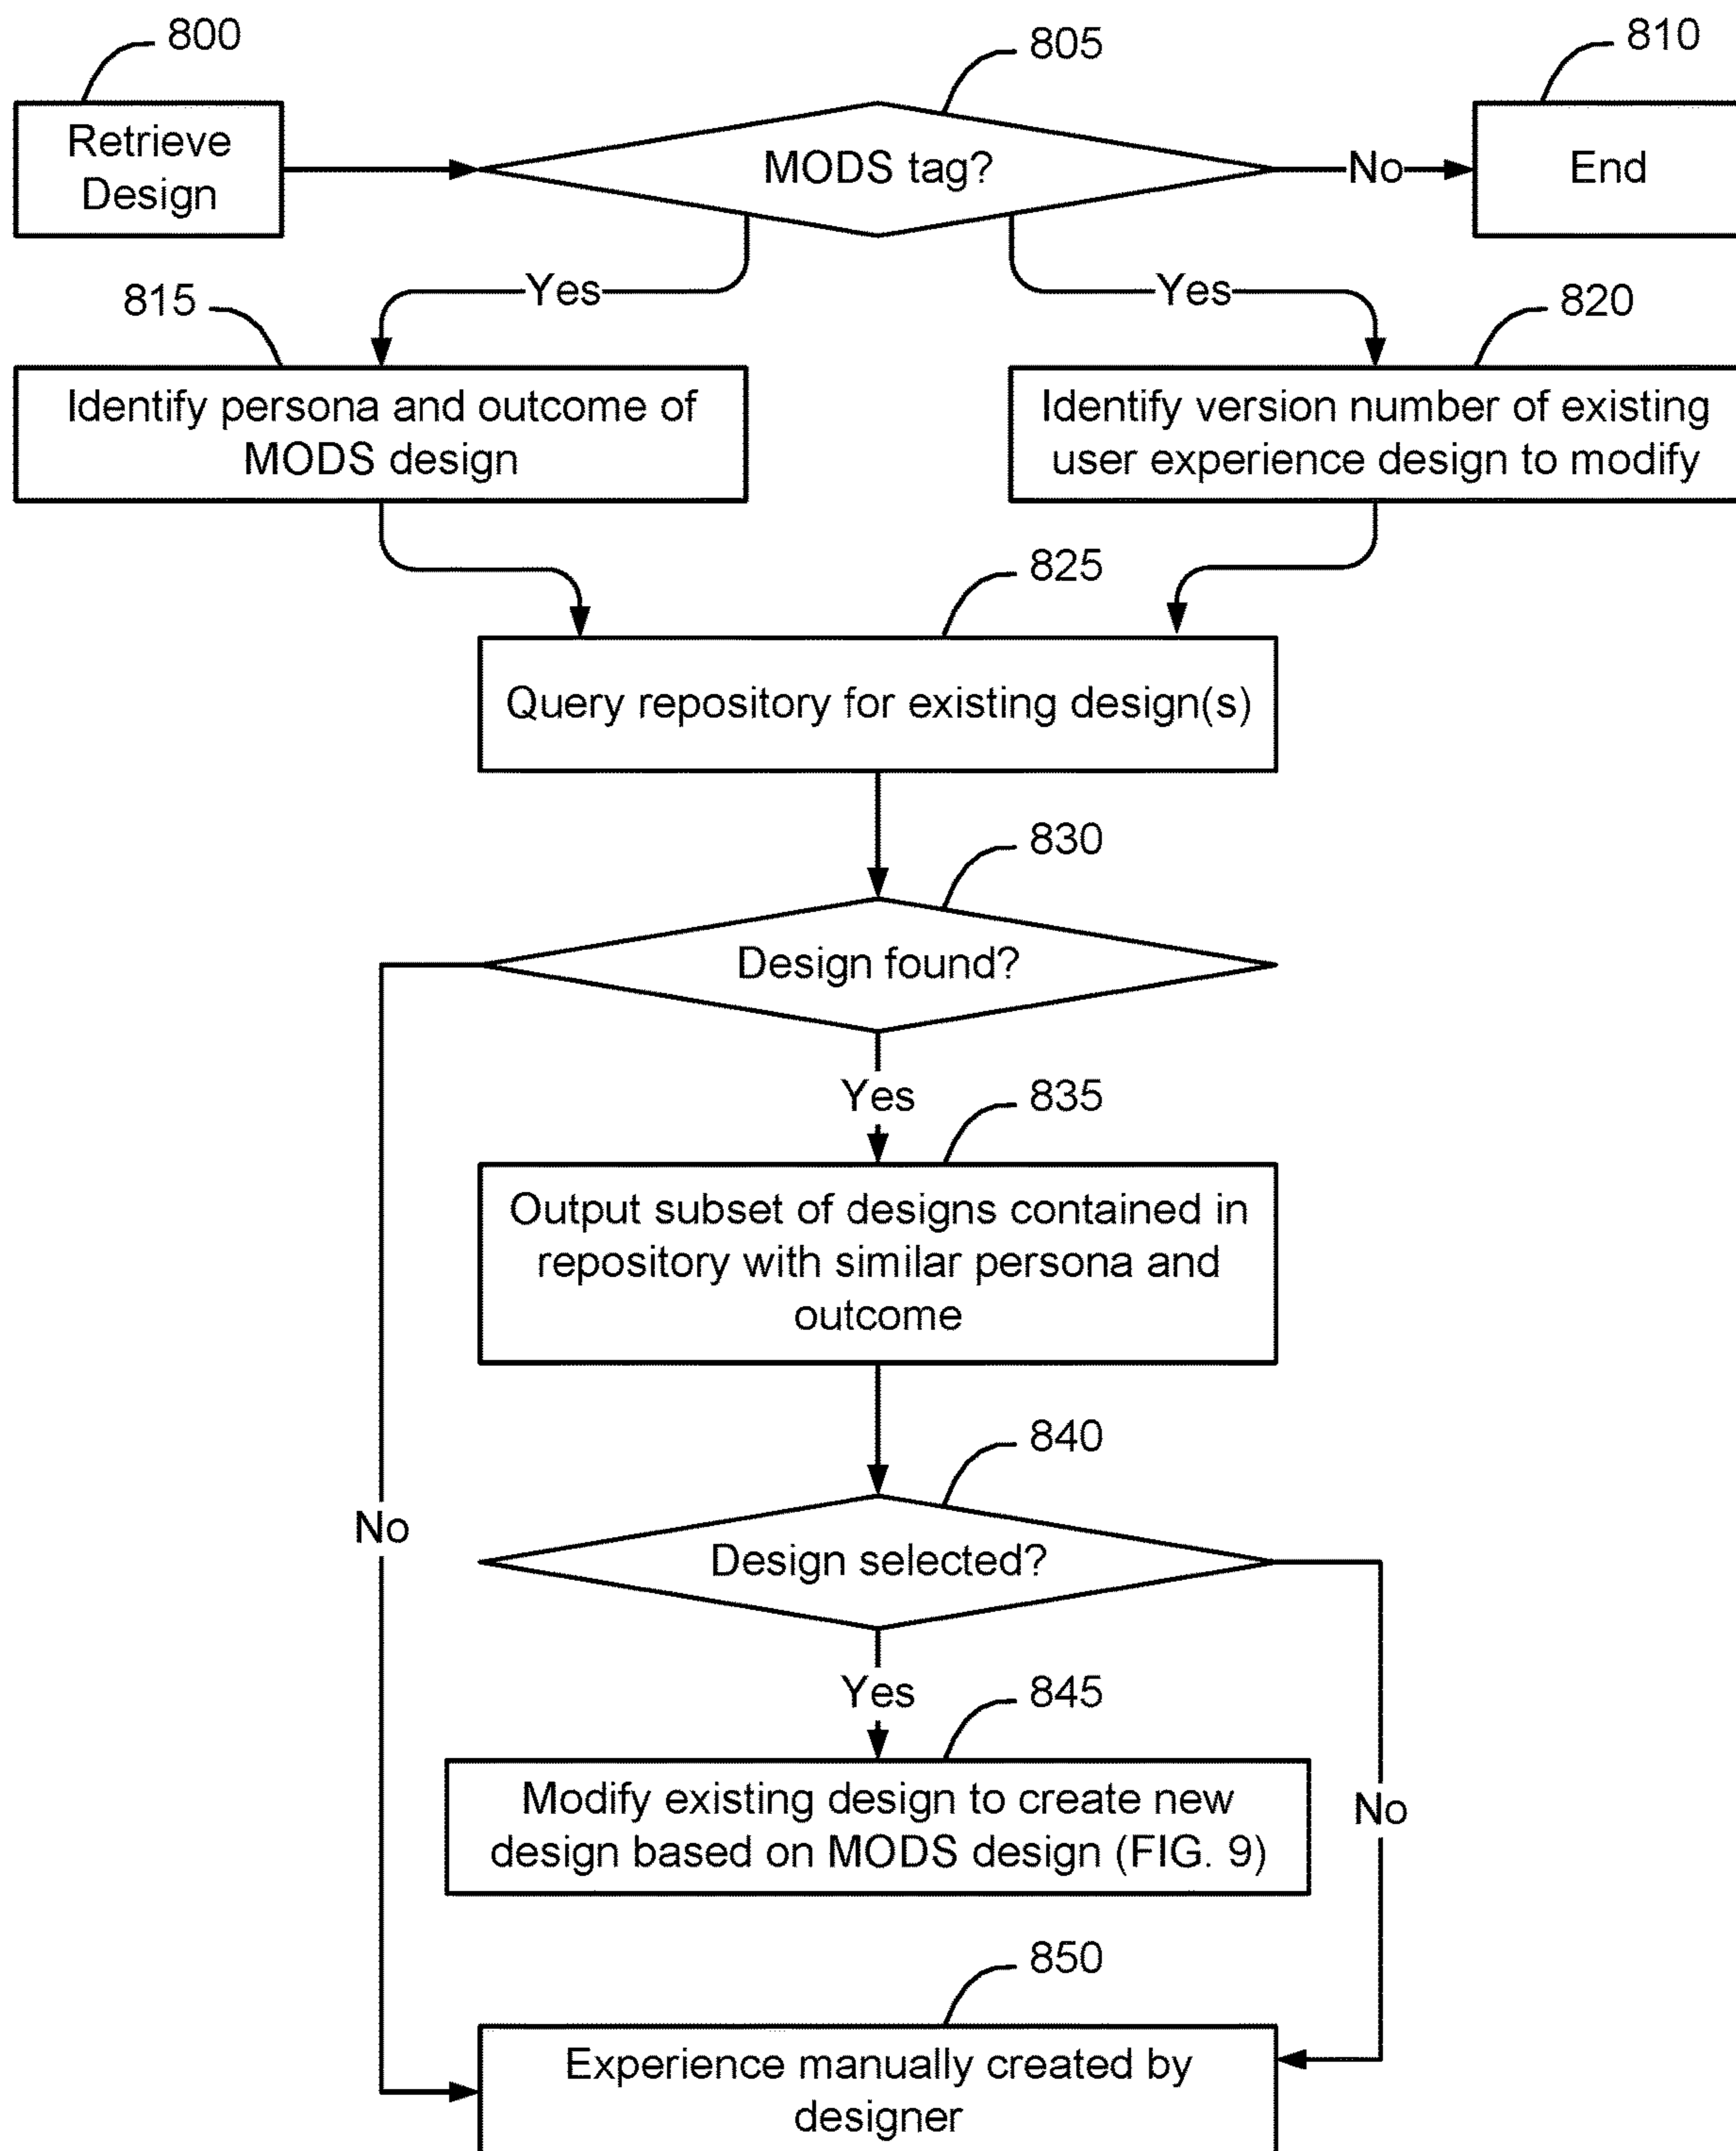 800
805
810
Retrieve
Design
MODS tag?
No
End
Yes
Yes
815
820
Identify persona and outcome of
MODS design
Identify version number of existing
user experience design to modify
825
Query repository for existing design(s)
830
Design found?
Yes
835
Output subset of designs contained in
repository with similar persona and
outcome
840
No
Design selected?
Yes
845
Modify existing design to create new
design based on MODS design (FIG. 9)
No
850
Experience manually created by
designer